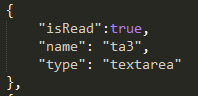 {
"isRead":true,
"name": "ta3",
"type": "textarea"
},